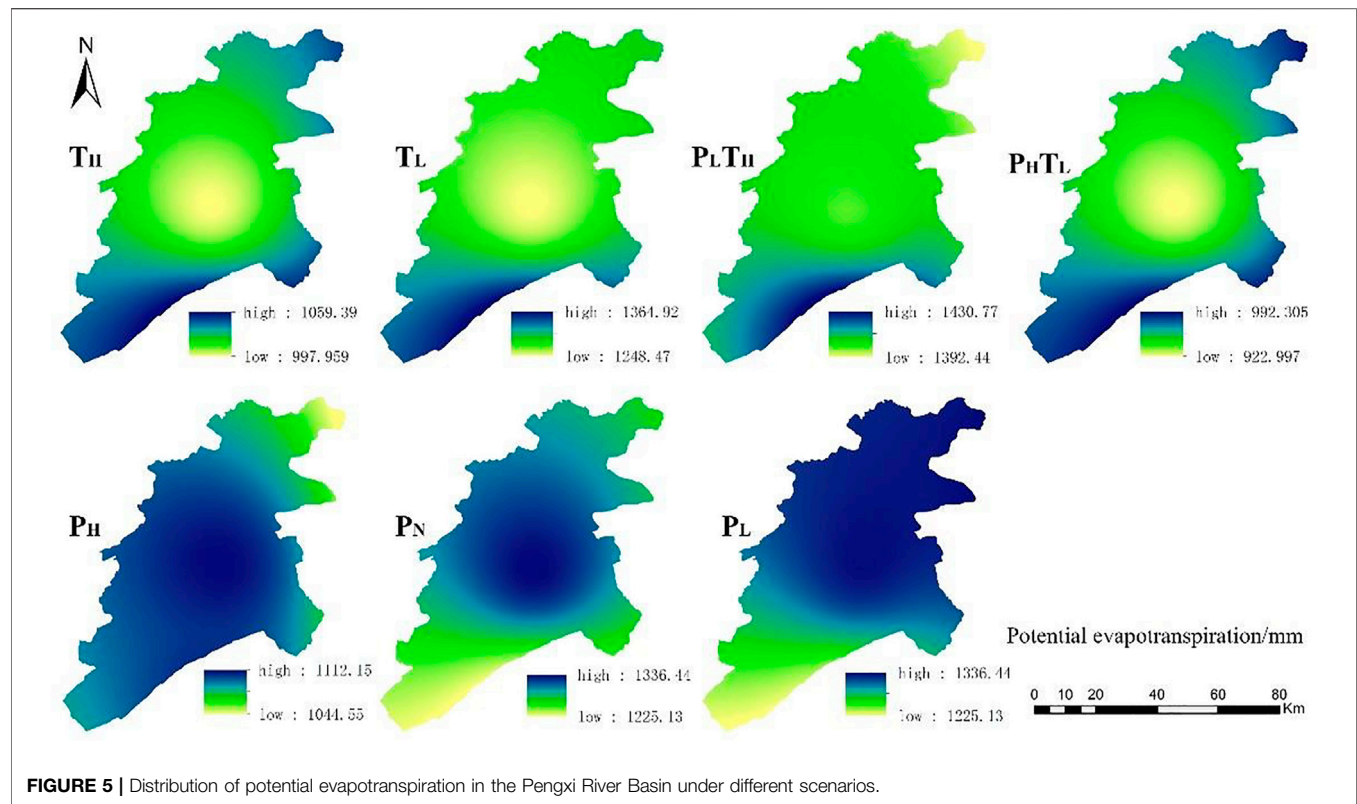 N
TH
TL
PLTH
PHTL
high : 1059.39
low : 997.959
high : 1364.92
low : 1248.47
high : 1430.77
low : 1392.44
high : 992.305
low : 922.997
PH
PN
PL
high : 1112.15
low : 1044.55
high : 1336.44
low : 1225.13
high : 1336.44
low : 1225.13
Potential evapotranspiration/mm
0 10 20 40 60 80
Km
FIGURE 5 | Distribution of potential evapotranspiration in the Pengxi River Basin under different scenarios.